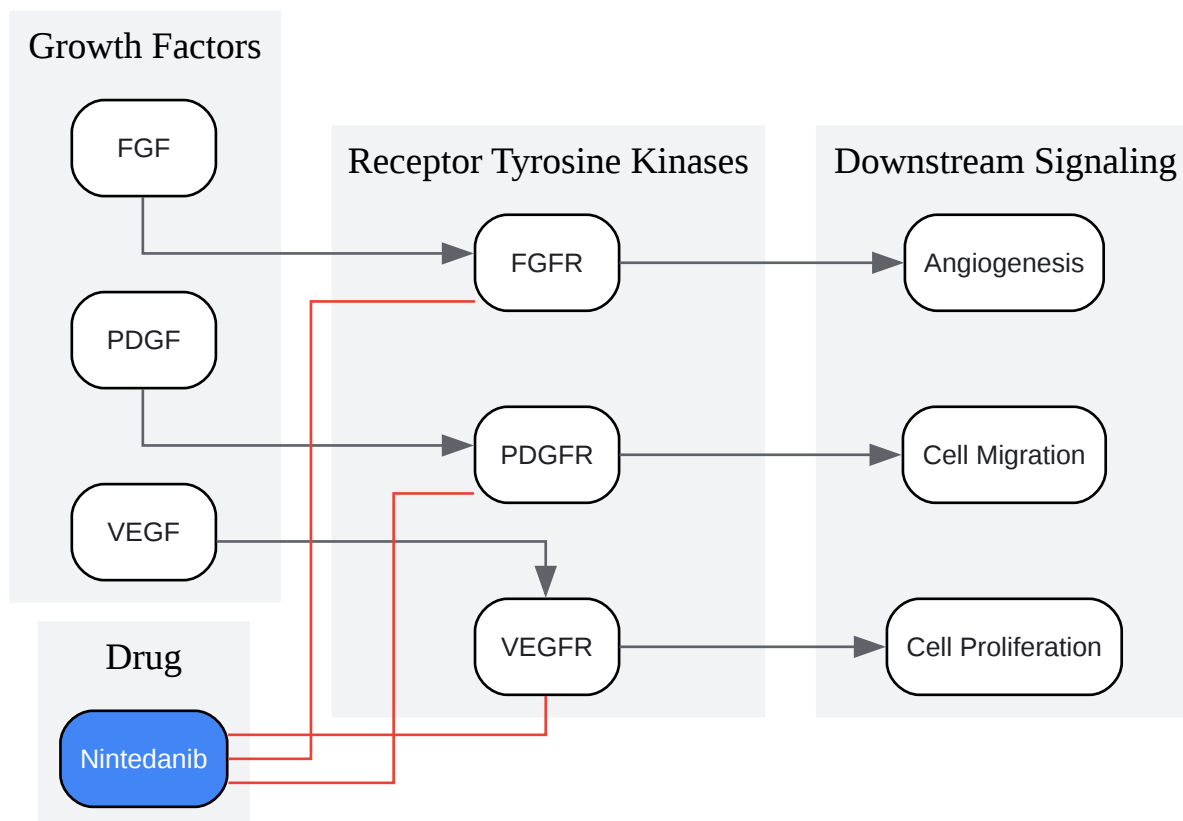 Growth Factors
FGF
PDGF
VEGF
Drug
Nintedanib
Receptor Tyrosine Kinases
FGFR
PDGFR
VEGFR
Downstream Signaling
Angiogenesis
Cell Migration
Cell Proliferation